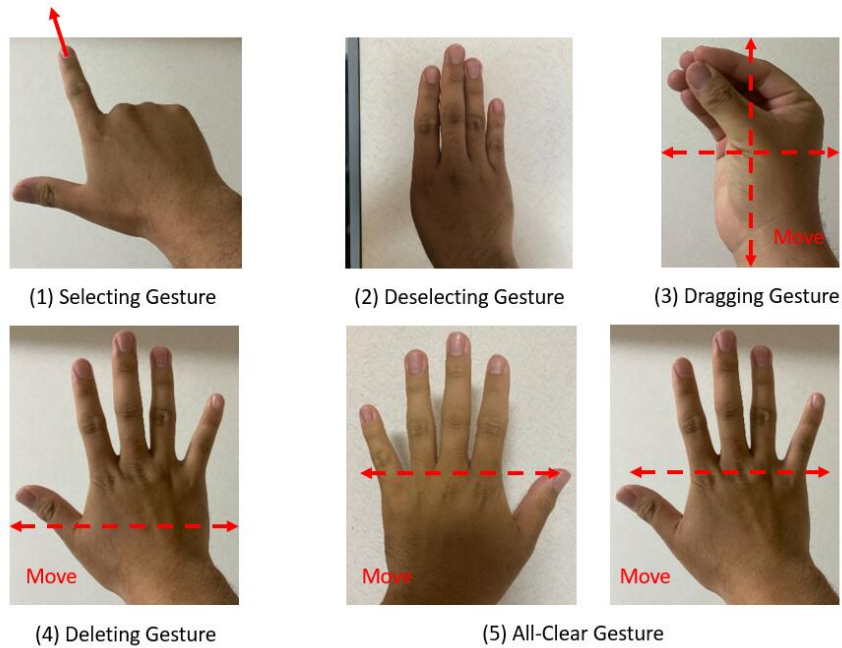 (1) Selecting Gesture
(2) Deselecting Gesture
Move
(3) Dragging Gesture
Move
(4) Deleting Gesture
Move
Move
(5) All-Clear Gesture